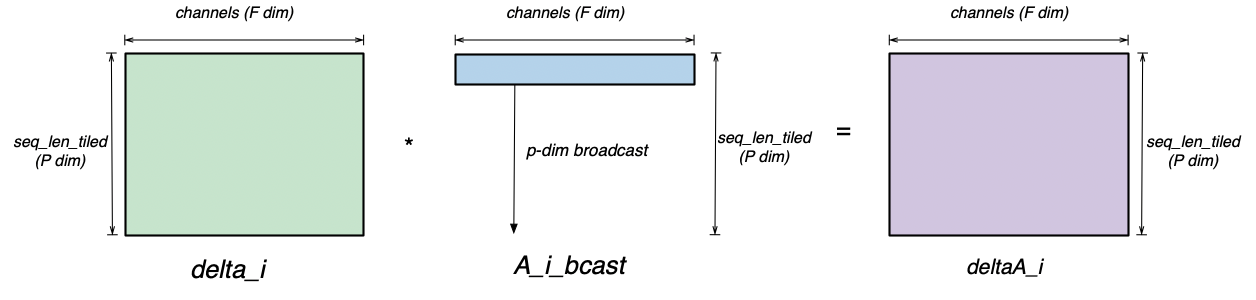 channels (F dim)
channels (F dim)
channels (F dim)
seq_len_tiled
(P dim)
*
p-dim broadcast
seq_len_tiled
(P dim)
=
seq_len_tiled
(P dim)
delta_i
A_i_bcast
deltaA_i